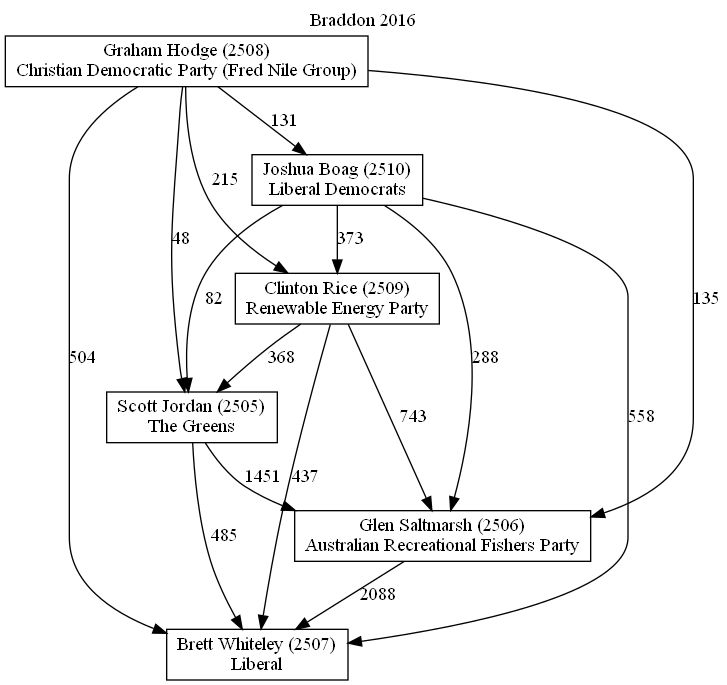 Braddon 2016
Graham Hodge (2508)
Christian Democratic Party (Fred Nile Group)
131
Joshua Boag (2510)
Liberal Democrats
215
48
373
82
Clinton Rice (2509)
Renewable Energy Party
135
504
368
288
558
743
Scott Jordan (2505)
The Greens
1451
437
485
Glen Saltmarsh (2506)
Australian Recreational Fishers Party
2088
Brett Whiteley (2507)
Liberal